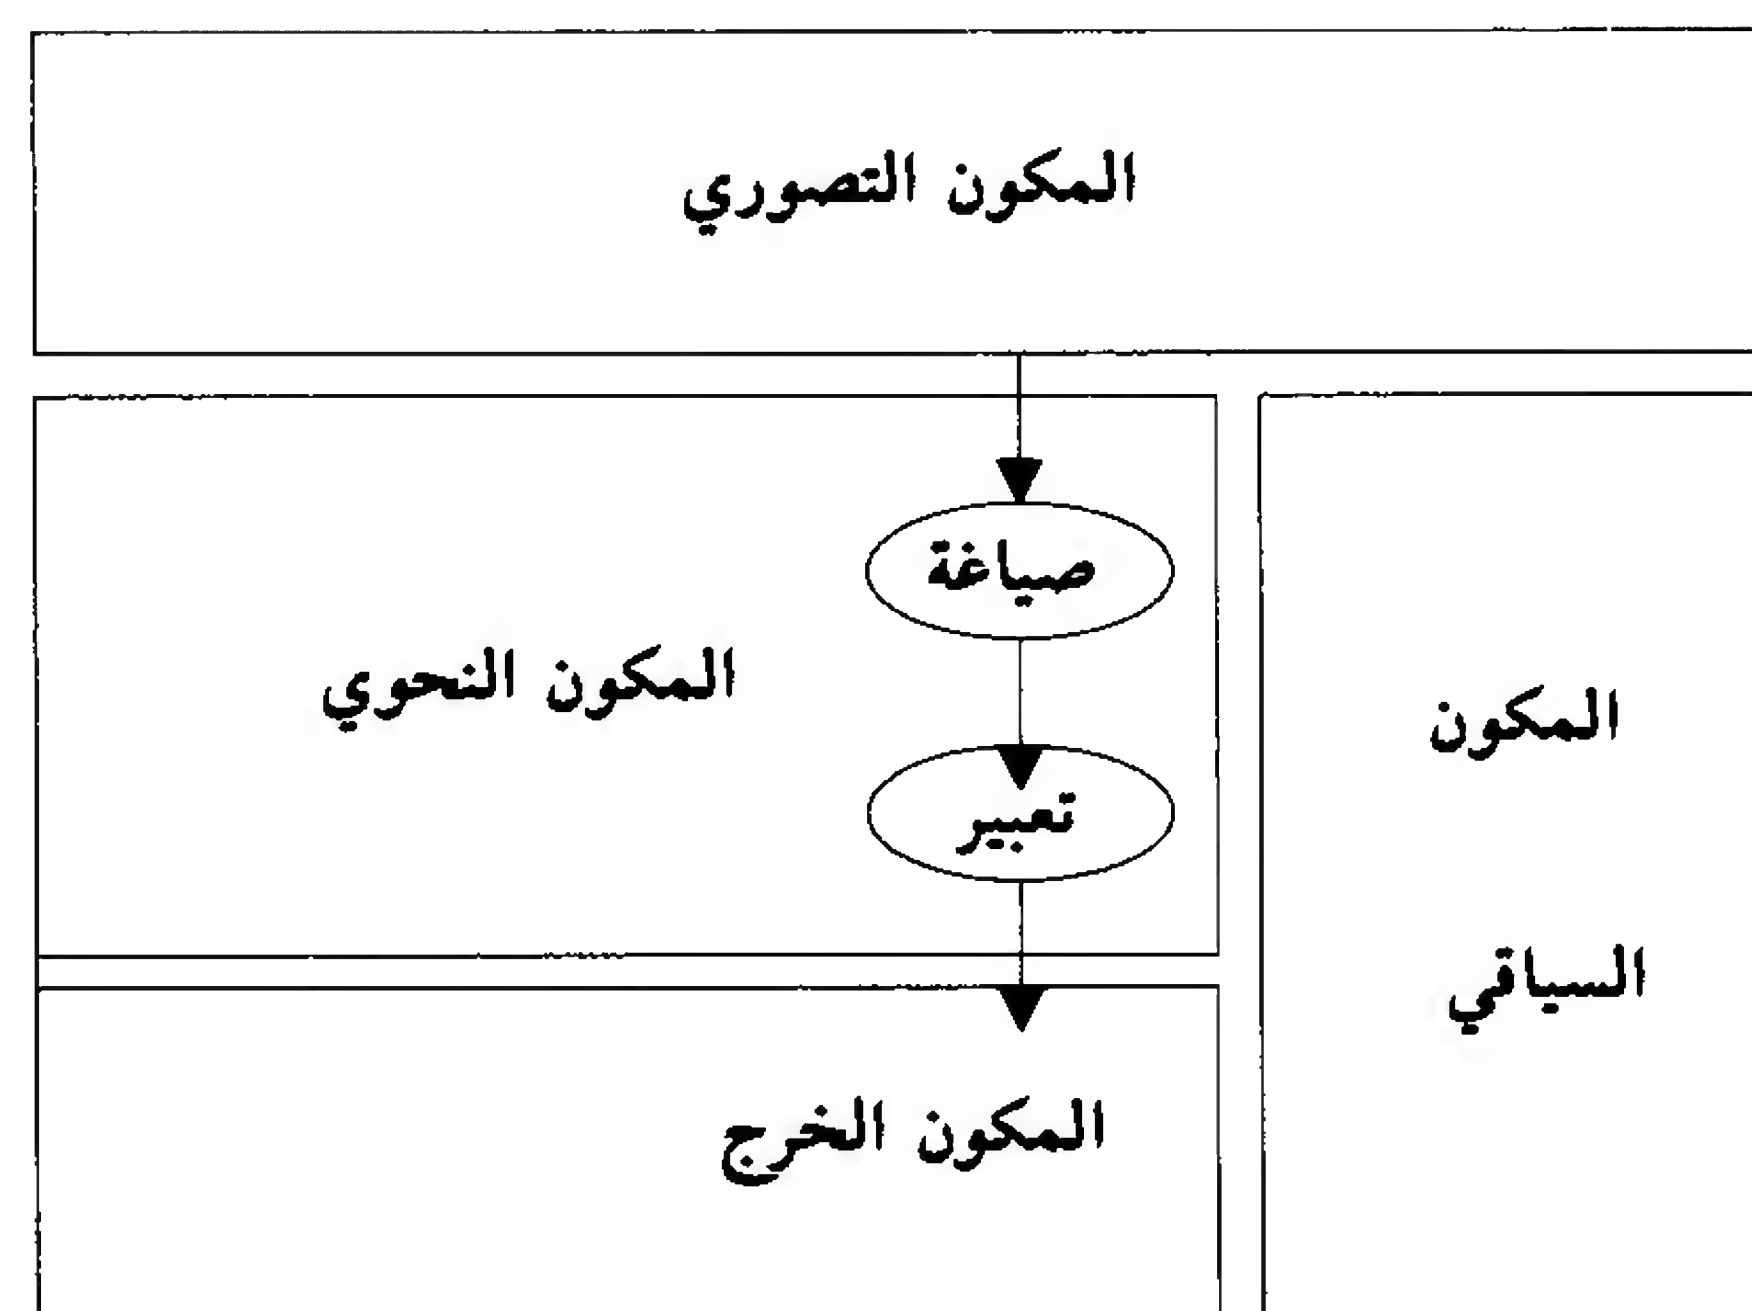 المكون التصوري
صياغة
المكون النحوي
تعبير
المكون
السياقي
المكون الخرج